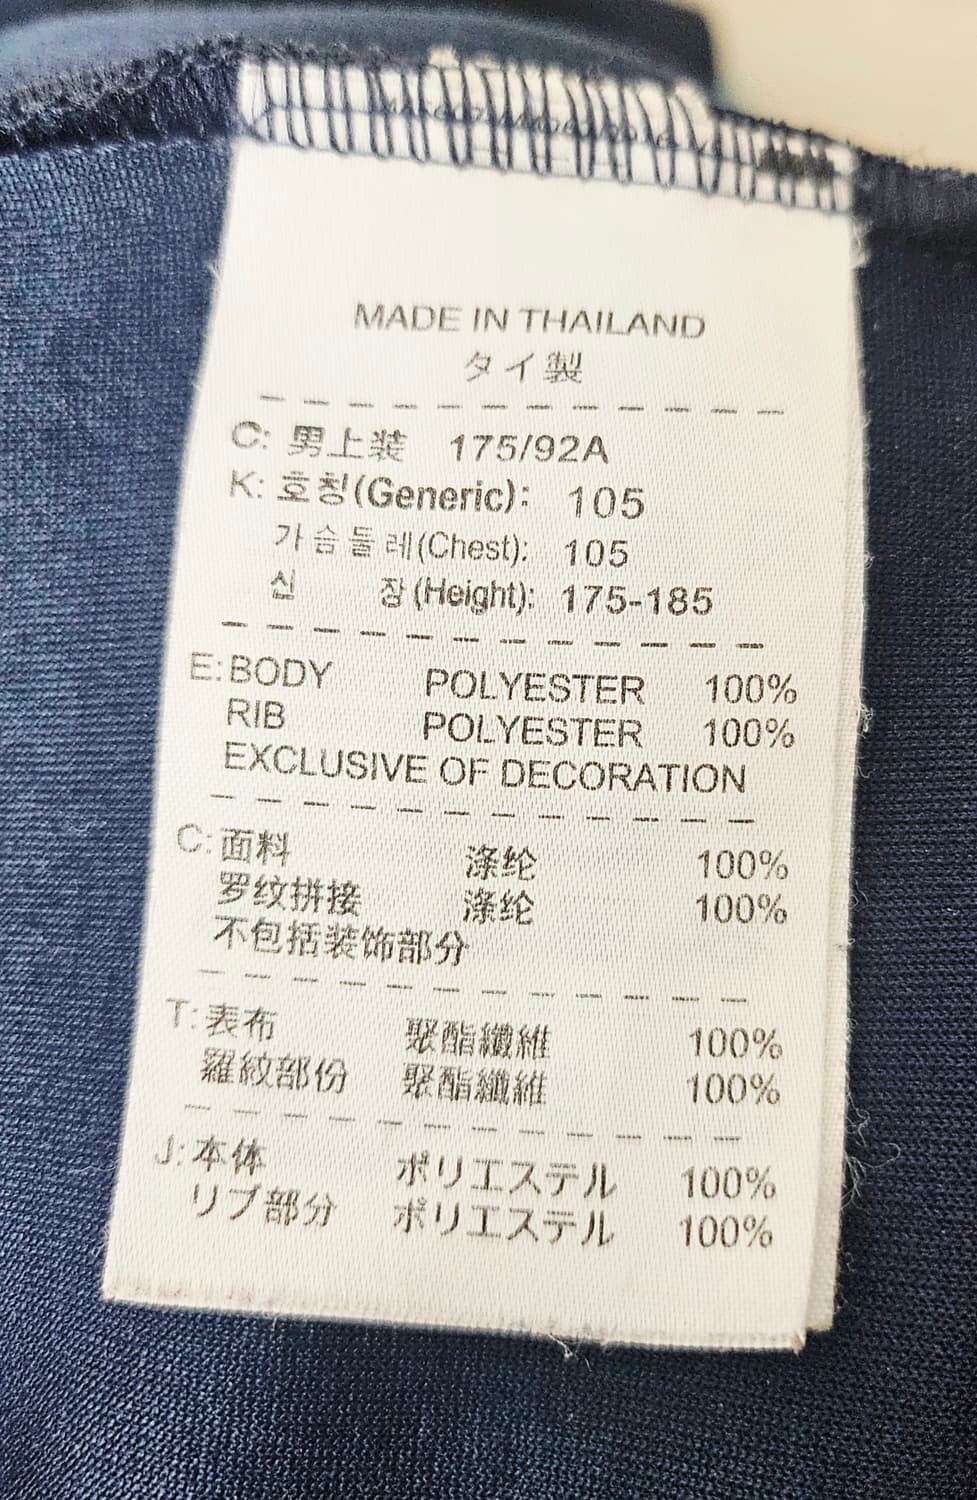 MADE IN THAILAND
タイ製
C: 男上装 175/92A
K: 호칭(Generic): 105
가슴둘레(Chest): 105
신 장(Height): 175-185
E: BODY POLYESTER 100%
RIB POLYESTER 100%
EXCLUSIVE OF DECORATION
C: 面料 涤纶 100%
罗纹拼接 涤纶 100%
不包括装饰部分
T: 表布 聚酯纖維 100%
羅紋部份 聚酯纖維 100%
J: 本体 ポリエステル 100%
リブ部分 ポリエステル 100%